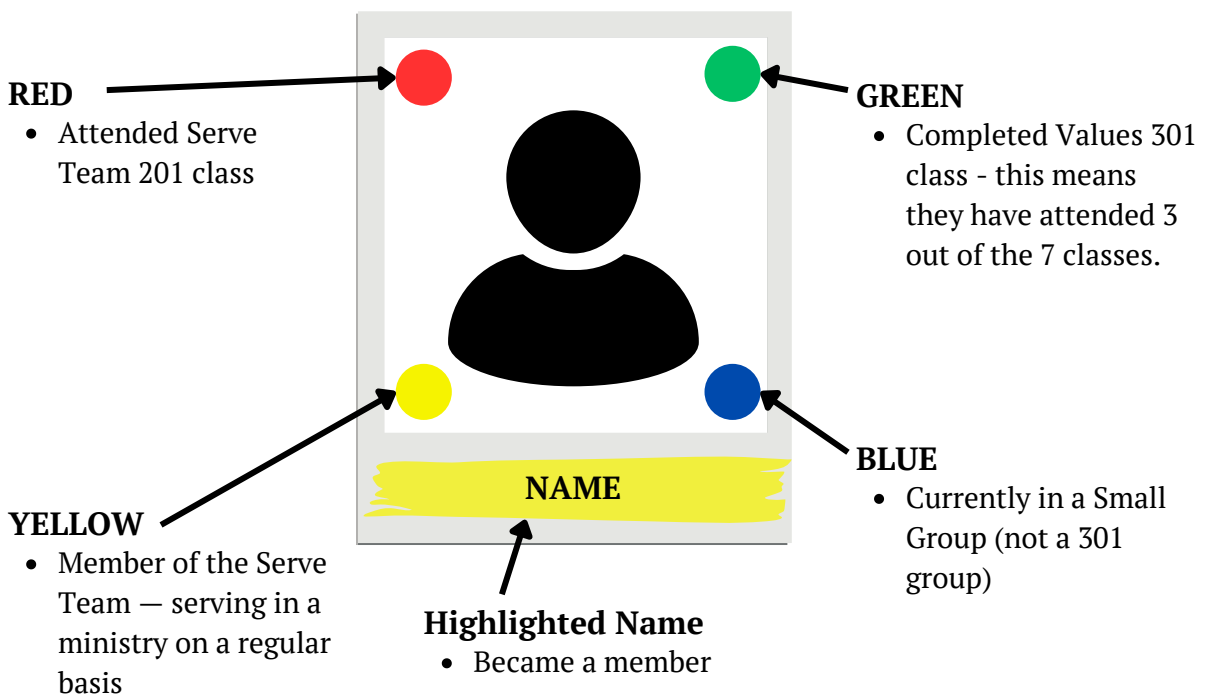 RED
• Attended Serve
Team 201 class
GREEN
• Completed Values 301
class - this means
they have attended 3
out of the 7 classes.
YELLOW
• Member of the Serve
Team — serving in a
ministry on a regular
basis
NAME
Highlighted Name
• Became a member
BLUE
• Currently in a Small
Group (not a 301
group)